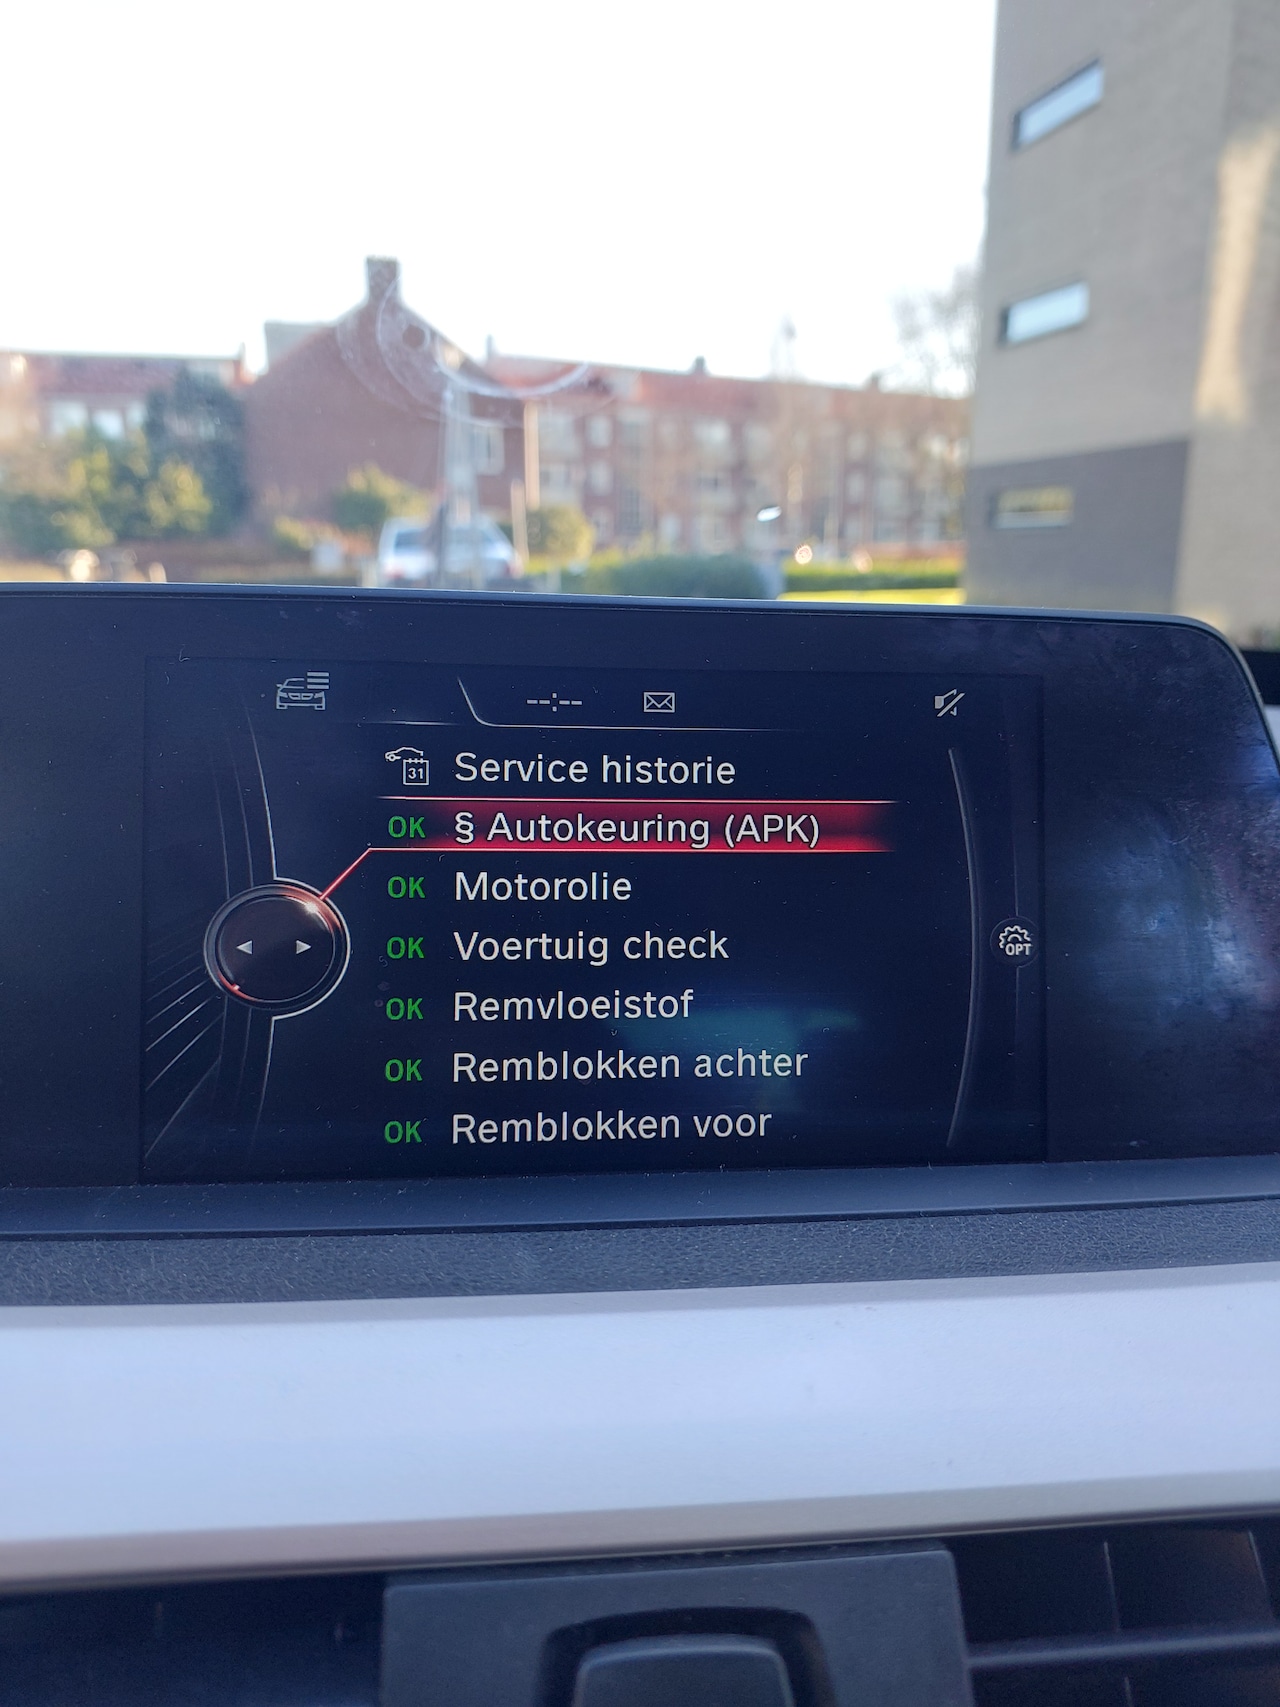 --:--
31 Service historie
OK § Autokeuring (APK)
OK Motorolie
OK Voertuig check
OK Remvloeistof
OPT
OK Remblokken achter
OK Remblokken voor